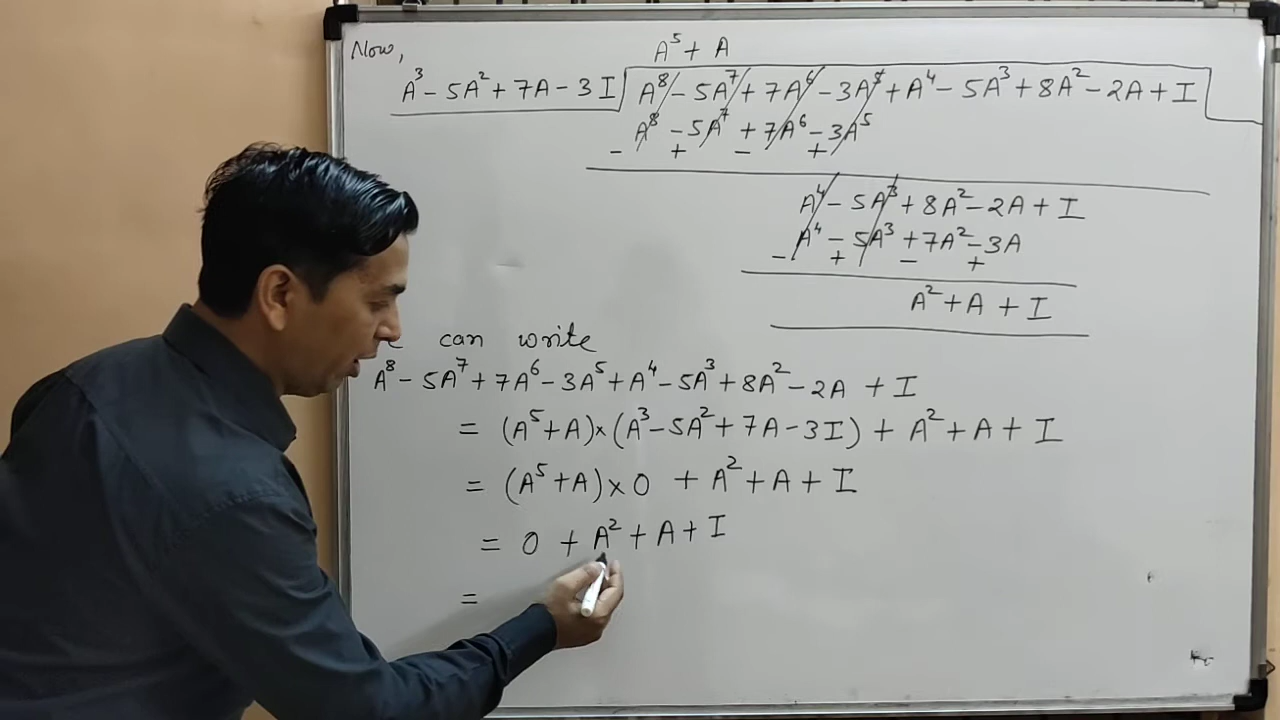 Now,
A⁵ + A
A³ - 5A² + 7A - 3I ) A⁸ - 5A⁷ + 7A⁶ - 3A⁵ + A⁴ - 5A³ + 8A² - 2A + I
A⁸ - 5A⁷ + 7A⁶ - 3A⁵
- + - +
A⁴ - 5A³ + 8A² - 2A + I
A⁴ - 5A³ + 7A² - 3A
- + - +
A² + A + I
can write
A⁸ - 5A⁷ + 7A⁶ - 3A⁵ + A⁴ - 5A³ + 8A² - 2A + I
= (A⁵ + A) × (A³ - 5A² + 7A - 3I) + A² + A + I
= (A⁵ + A) × 0 + A² + A + I
= 0 + A² + A + I
=